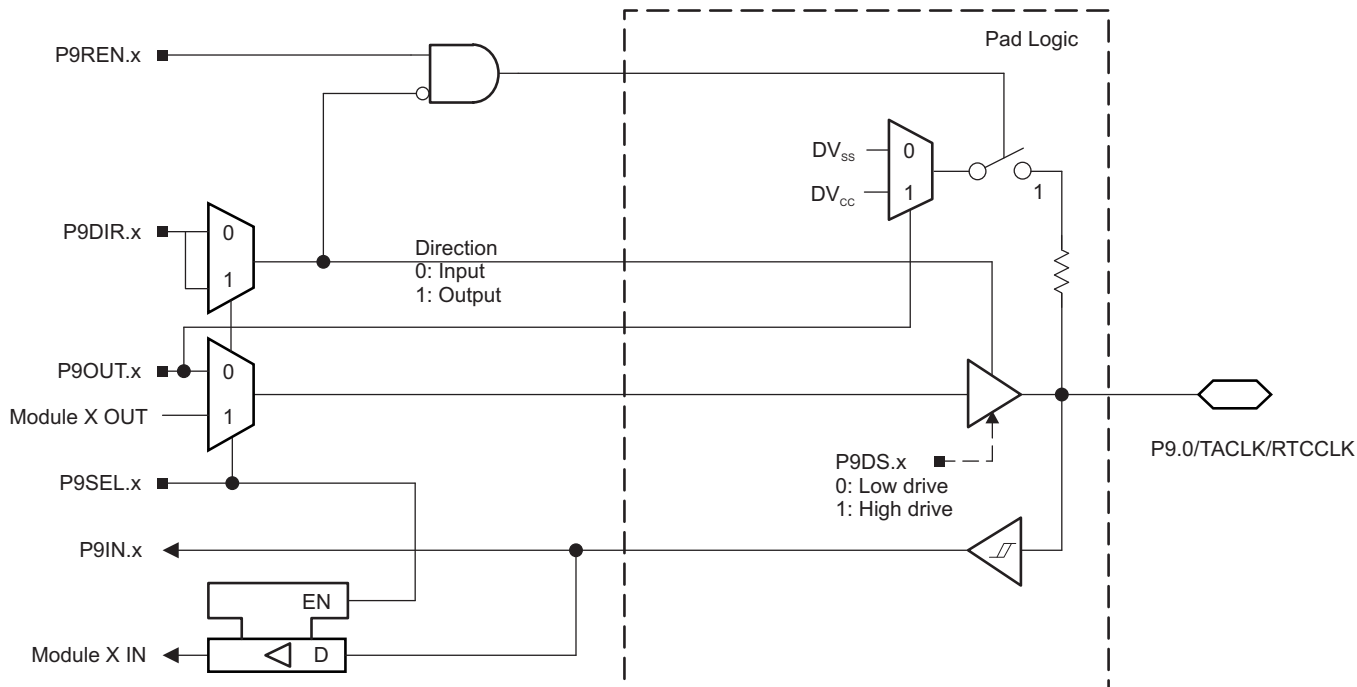 Pad Logic
P9REN.x
DVSS
0
DVCC
1
1
P9DIR.x
0
1
Direction
0: Input
1: Output
P9OUT.x
0
Module X OUT
1
P9.0/TACLK/RTCCLK
P9DS.x
0: Low drive
1: High drive
P9SEL.x
P9IN.x
EN
Module X IN
D